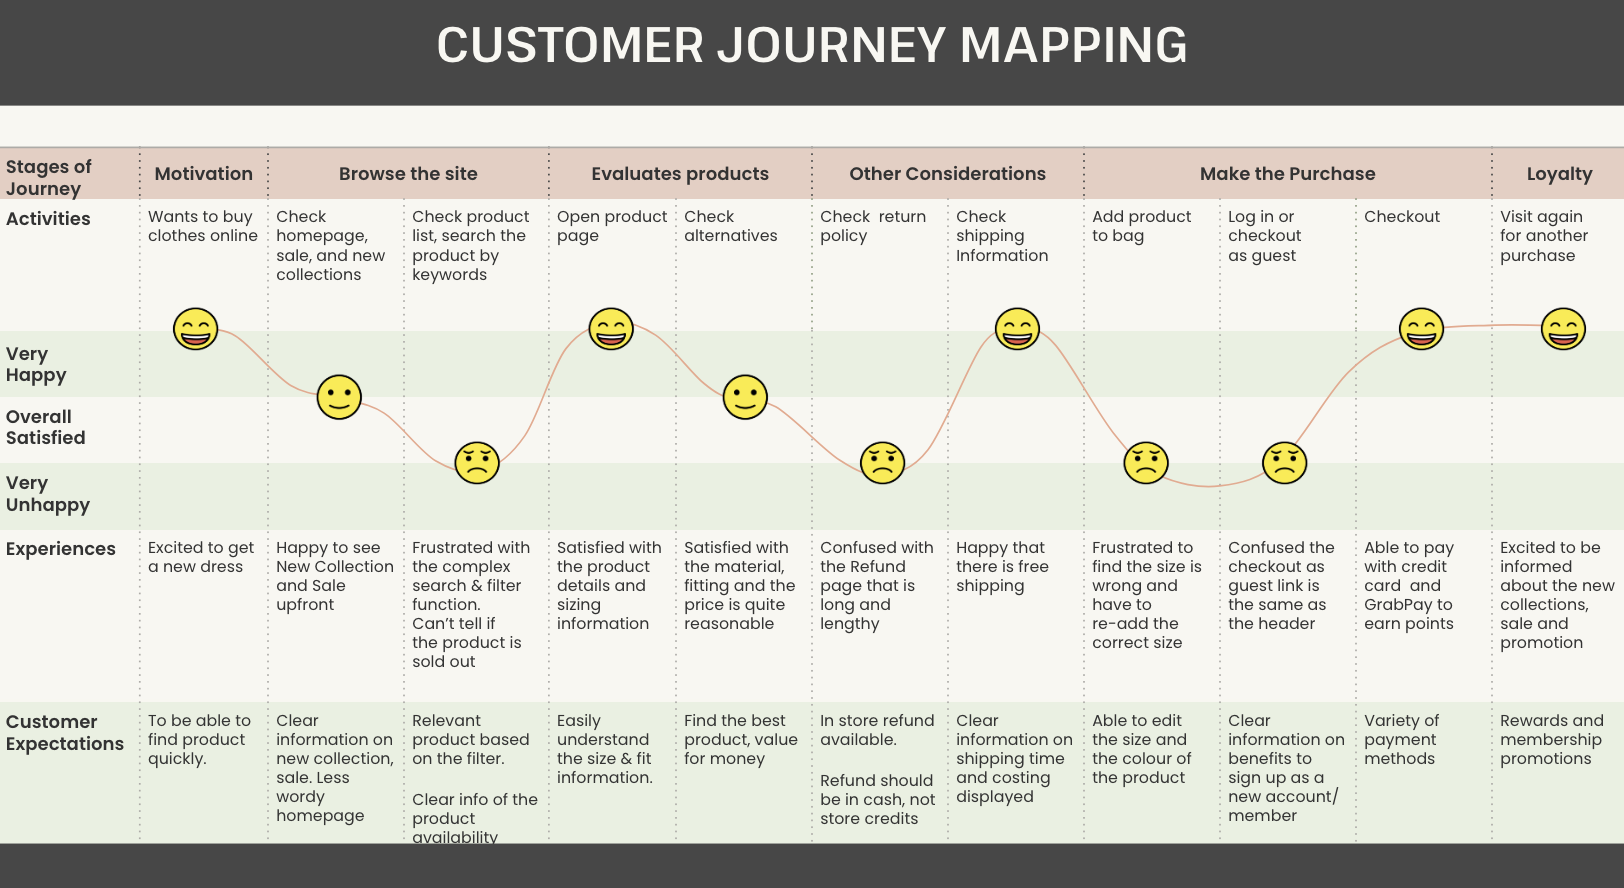 CUSTOMER JOURNEY MAPPING
Stages of
Journey
Motivation
Browse the site
Evaluates products
Other Considerations
Make the Purchase
Loyalty
Activities
Wants to buy
clothes online
Check
homepage,
sale, and new
collections
Check product
list, search the
product by
keywords
Open product
page
Check
alternatives
Check  return
policy
Check
shipping
Information
Add product
to bag
Log in or
checkout
as guest
Checkout
Visit again
for another
purchase
Very
Happy
Overall
Satisfied
Very
Unhappy
Experiences
Excited to get
a new dress
Happy to see
New Collection
and Sale
upfront
Frustrated with
the complex
search & filter
function.
Can’t tell if
the product is
sold out
Satisfied with
the product
details and
sizing
information
Satisfied with
the material,
fitting and the
price is quite
reasonable
Confused with
the Refund
page that is
long and
lengthy
Happy that
there is free
shipping
Frustrated to
find the size is
wrong and
have to
re-add the
correct size
Confused the
checkout as
guest link is
the same as
the header
Able to pay
with credit
card  and
GrabPay to
earn points
Excited to be
informed
about the new
collections,
sale and
promotion
Customer
Expectations
To be able to
find product
quickly.
Clear
information on
new collection,
sale. Less
wordy
homepage
Relevant
product based
on the filter.
Clear info of the
product
availability
Easily
understand
the size & fit
information.
Find the best
product, value
for money
In store refund
available.
Refund should
be in cash, not
store credits
Clear
information on
shipping time
and costing
displayed
Able to edit
the size and
the colour of
the product
Clear
information on
benefits to
sign up as a
new account/
member
Variety of
payment
methods
Rewards and
membership
promotions